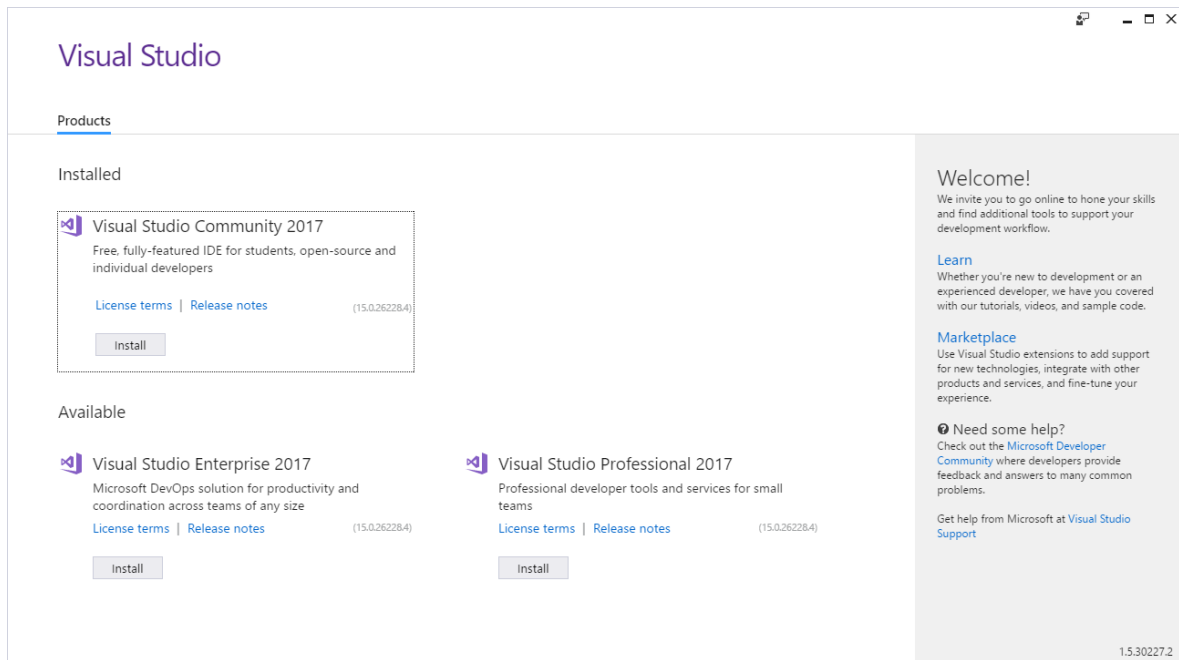 Visual Studio
Products
Installed
Visual Studio Community 2017
Free, fully-featured IDE for students, open-source and
individual developers
License terms | Release notes (15.0.26228.4)
Install
Available
Visual Studio Enterprise 2017
Microsoft DevOps solution for productivity and
coordination across teams of any size
License terms | Release notes (15.0.26228.4)
Install
Visual Studio Professional 2017
Professional developer tools and services for small
teams
License terms | Release notes (15.0.26228.4)
Install
Welcome!
We invite you to go online to hone your skills
and find additional tools to support your
development workflow.
Learn
Whether you're new to development or an
experienced developer, we have you covered
with our tutorials, videos, and sample code.
Marketplace
Use Visual Studio extensions to add support
for new technologies, integrate with other
products and services, and fine-tune your
experience.
Need some help?
Check out the Microsoft Developer
Community where developers provide
feedback and answers to many common
problems.
Get help from Microsoft at Visual Studio
Support
1.5.30227.2